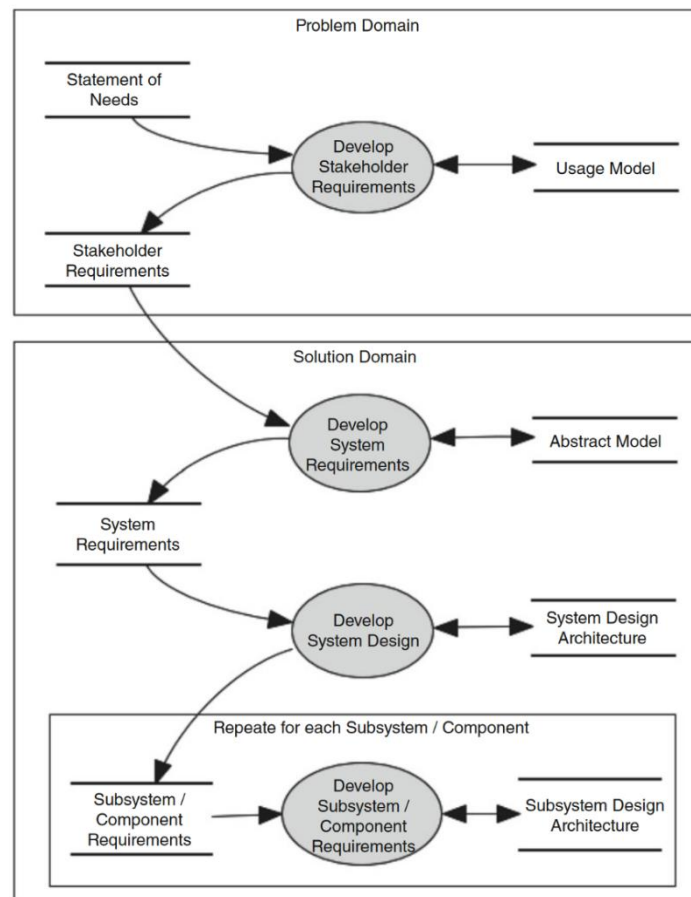 Problem Domain
Statement of
Needs
Develop
Stakeholder
Requirements
Usage Model
Stakeholder
Requirements
Solution Domain
Develop
System
Requirements
Abstract Model
System
Requirements
Develop
System Design
System Design
Architecture
Repeate for each Subsystem / Component
Subsystem /
Component
Requirements
Develop
Subsystem /
Component
Requirements
Subsystem Design
Architecture